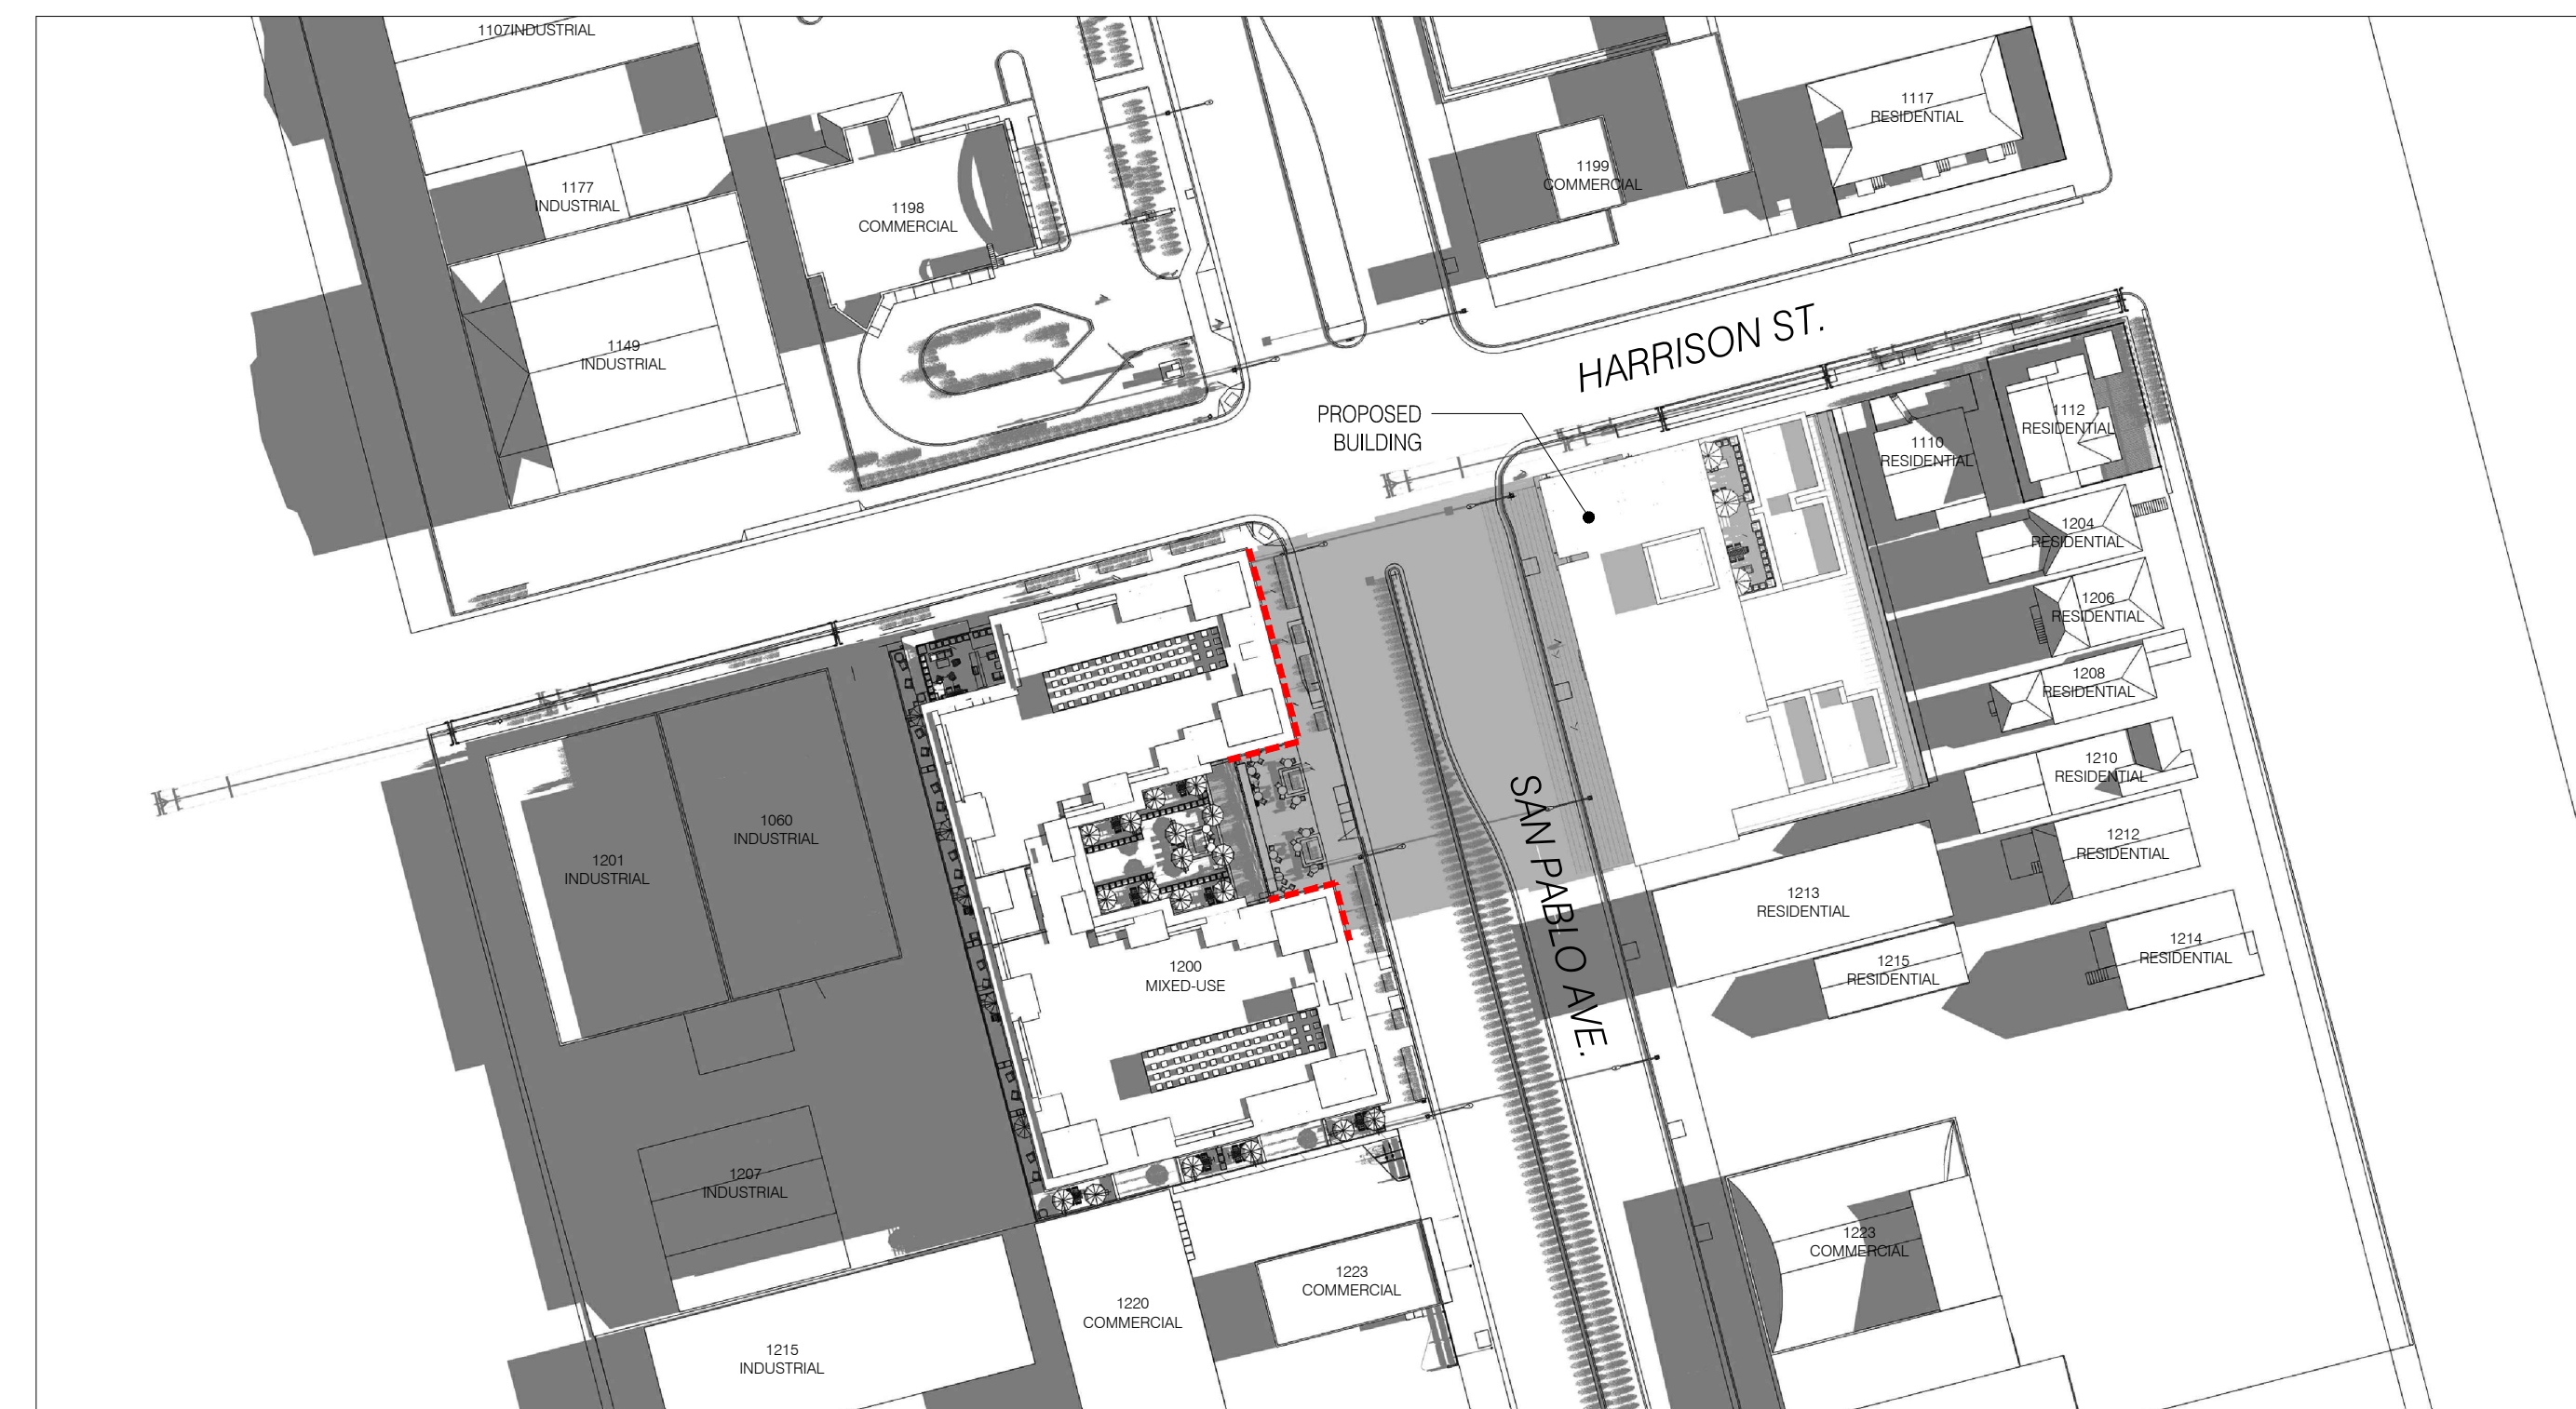 1107INDUSTRIAL
1117
RESIDENTIAL
1199
COMMERCIAL
1177
INDUSTRIAL
1198
COMMERCIAL
1149
INDUSTRIAL
HARRISON ST.
PROPOSED
BUILDING
1112
RESIDENTIAL
1110
RESIDENTIAL
1204
RESIDENTIAL
1206
RESIDENTIAL
1208
RESIDENTIAL
1210
RESIDENTIAL
1212
RESIDENTIAL
1060
INDUSTRIAL
1201
INDUSTRIAL
SAN PABLO AVE.
1213
RESIDENTIAL
1214
RESIDENTIAL
1215
RESIDENTIAL
1200
MIXED-USE
1207
INDUSTRIAL
1223
COMMERCIAL
1223
COMMERCIAL
1220
COMMERCIAL
1215
INDUSTRIAL